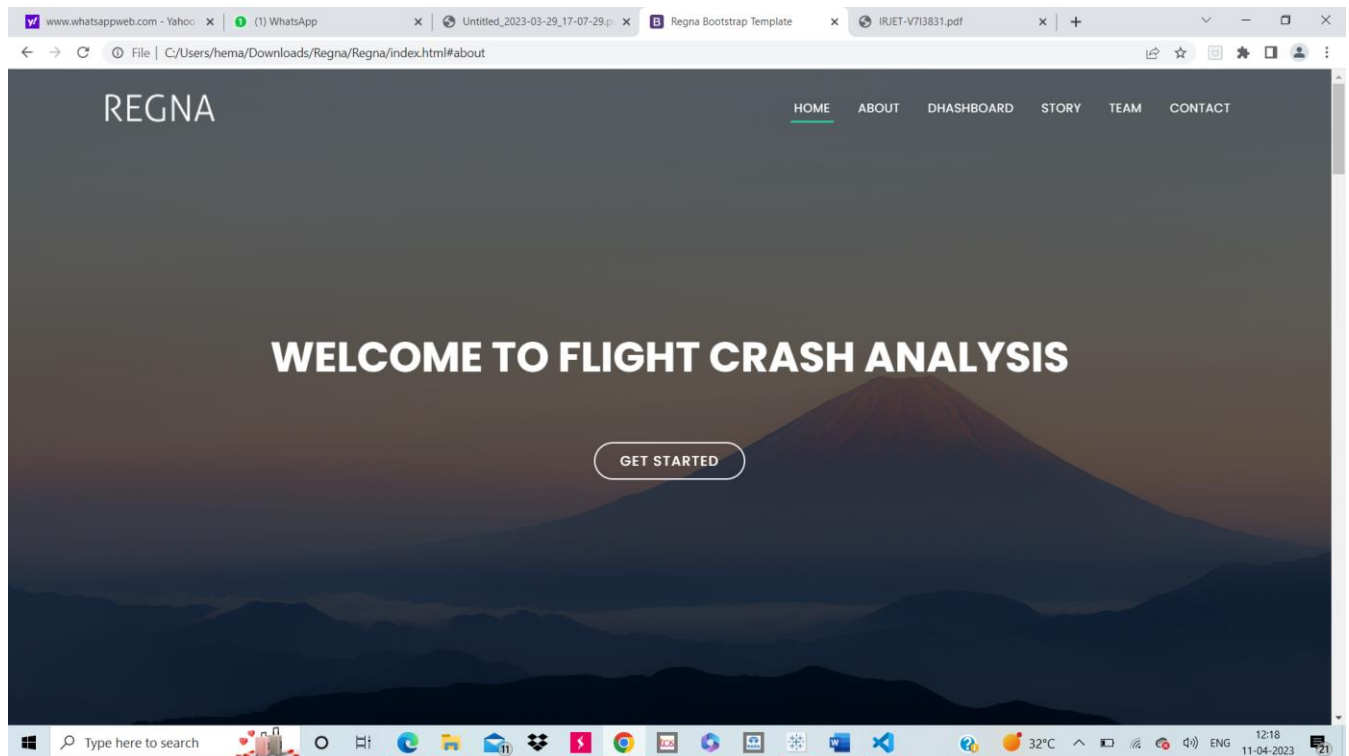 www.whatsappweb.com - Yahoo
(1) WhatsApp
Untitled_2023-03-29_17-07-29.p
Regna Bootstrap Template
IRJET-V7I3831.pdf
File | C:/Users/hema/Downloads/Regna/Regna/index.html#about
REGNA
HOME ABOUT DHASHBOARD STORY TEAM CONTACT
WELCOME TO FLIGHT CRASH ANALYSIS
GET STARTED
Type here to search
11
32°C
ENG
12:18
11-04-2023
21